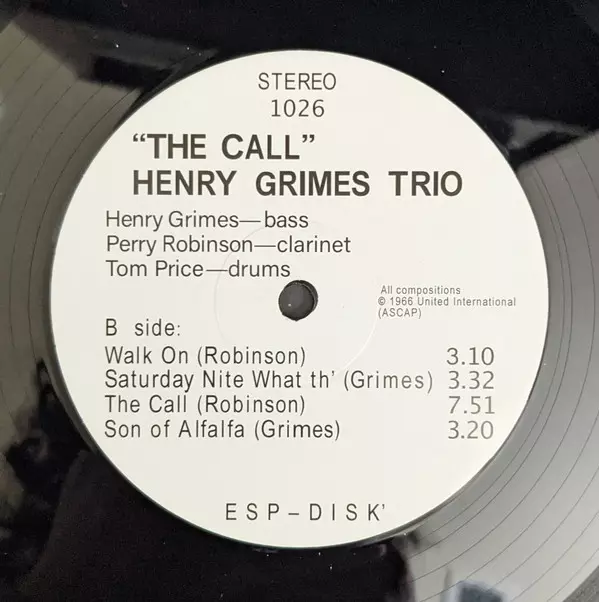 STEREO
1026
“THE CALL”
HENRY GRIMES TRIO
Henry Grimes—bass
Perry Robinson—clarinet
Tom Price—drums
All compositions
© 1966 United International
(ASCAP)
B side:
Walk On (Robinson) 3.10
Saturday Nite What th' (Grimes) 3.32
The Call (Robinson) 7.51
Son of Alfalfa (Grimes) 3.20
ESP–DISK'